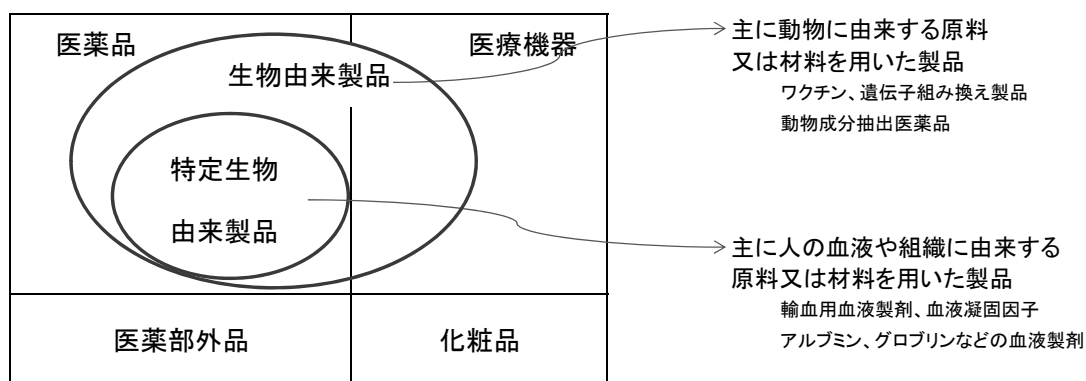 医薬品
医療機器
生物由来製品
特定生物
由来製品
医薬部外品
化粧品
主に動物に由来する原料
又は材料を用いた製品
ワクチン、遺伝子組み換え製品
動物成分抽出医薬品
主に人の血液や組織に由来する
原料又は材料を用いた製品
輸血用血液製剤、血液凝固因子
アルブミン、グロブリンなどの血液製剤